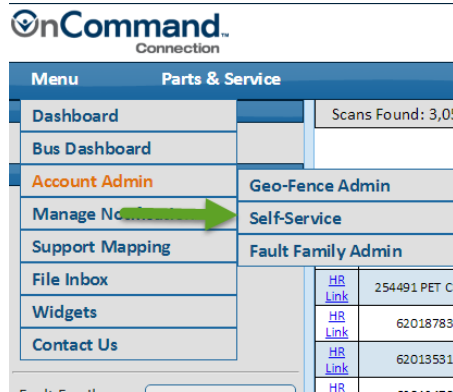 OnCommand™
Connection
Menu Parts & Service
Dashboard
Scans Found: 3,05
Bus Dashboard
Account Admin
Geo-Fence Admin
Manage No
Self-Service
Support Mapping
Fault Family Admin
File Inbox
HR
Link
254491 PET C
Widgets
HR
Link
62018783
Contact Us
HR
Link
62013531
HR